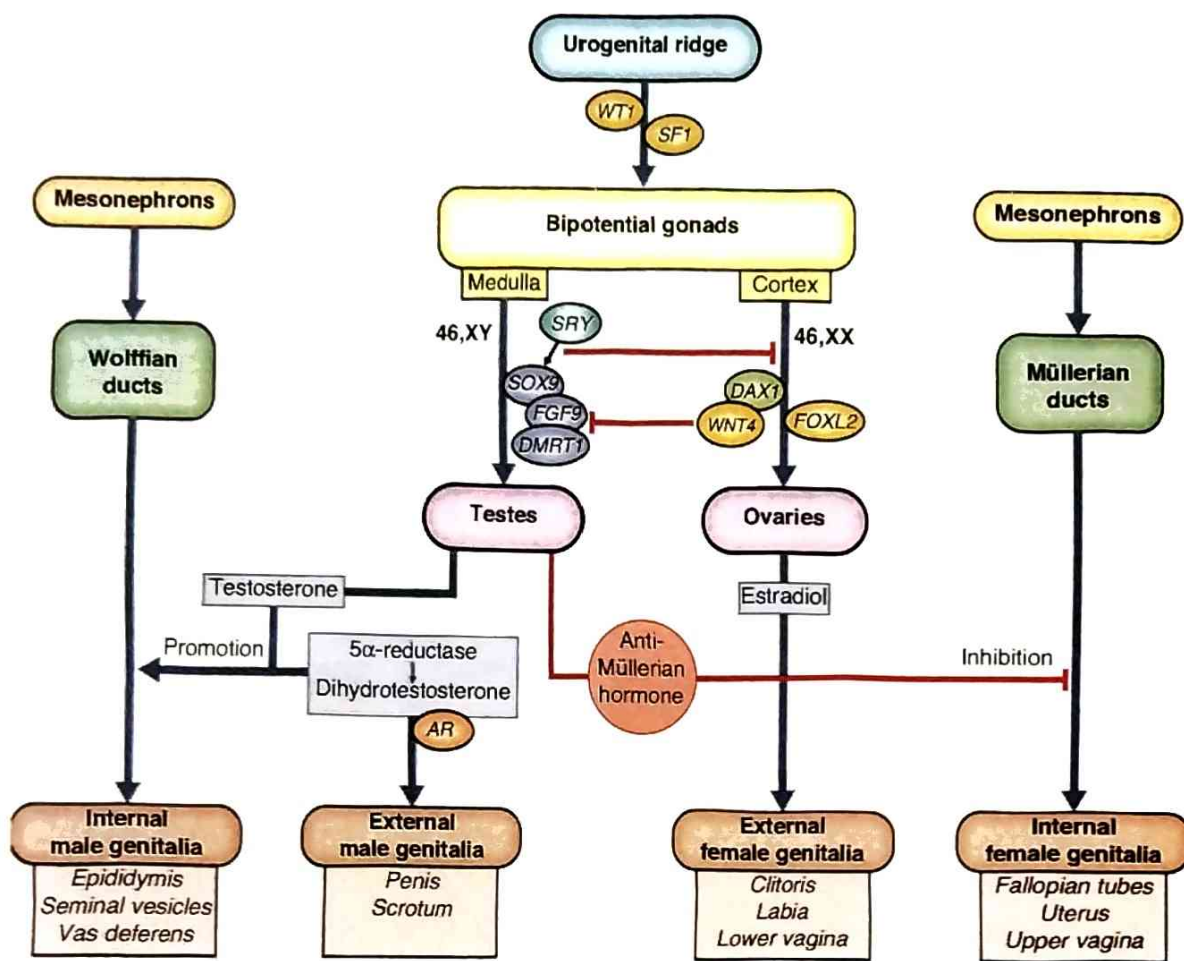 Urogenital ridge
WT1
SF1
Mesonephrons
Bipotential gonads
Mesonephrons
Medulla
Cortex
46,XY
SRY
46,XX
Wolffian
ducts
Müllerian
ducts
SOX9
DAX1
FGF9
WNT4
FOXL2
DMRT1
Testes
Ovaries
Testosterone
Estradiol
Promotion
5α-reductase
Dihydrotestosterone
Anti-
Müllerian
hormone
Inhibition
AR
Internal
male genitalia
Epididymis
Seminal vesicles
Vas deferens
External
male genitalia
Penis
Scrotum
External
female genitalia
Clitoris
Labia
Lower vagina
Internal
female genitalia
Fallopian tubes
Uterus
Upper vagina